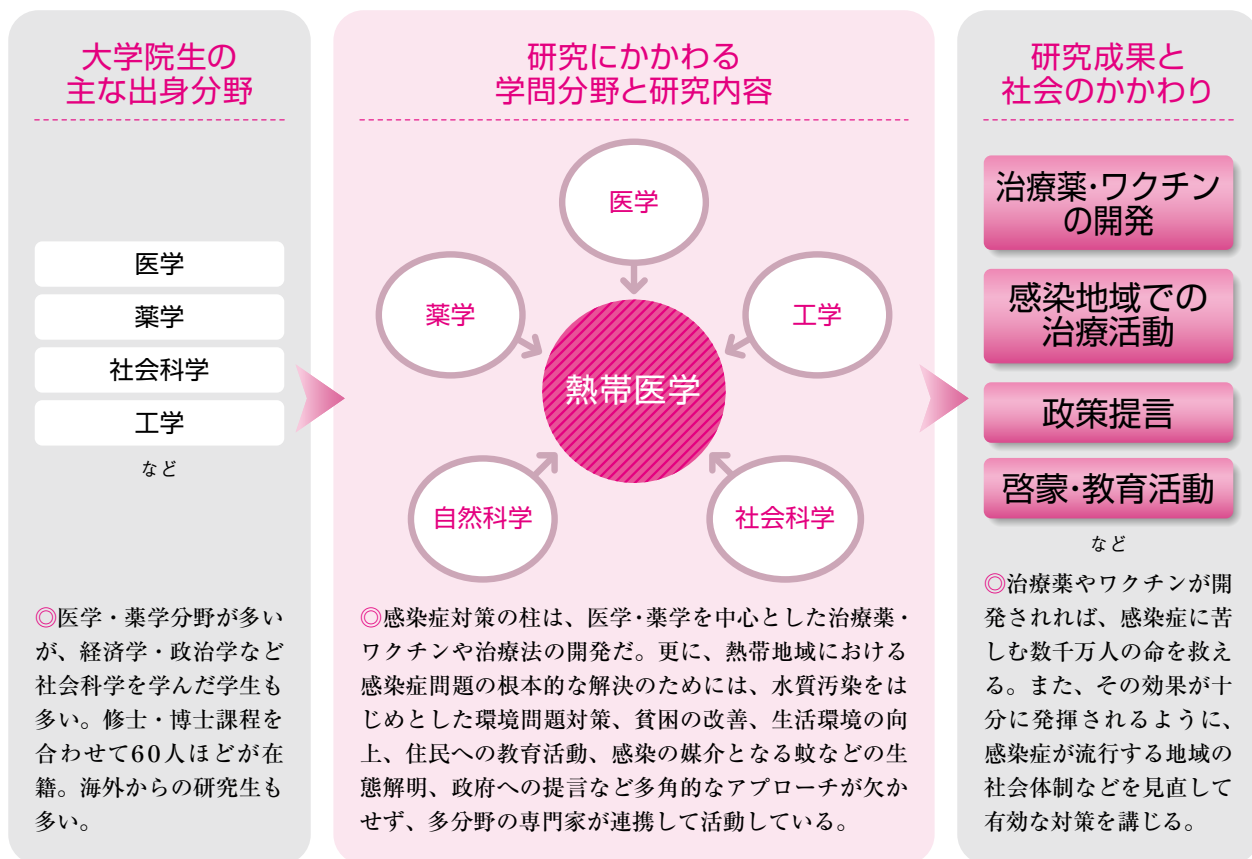 大学院生の
主な出身分野
医学
薬学
社会科学
工学
など
◎医学・薬学分野が多い
が、経済学・政治学など
社会科学を学んだ学生も
多い。修士・博士課程を
合わせて60人ほどが在
籍。海外からの研究生も
多い。
研究にかかわる
学問分野と研究内容
医学
薬学
工学
熱帯医学
自然科学
社会科学
◎感染症対策の柱は、医学・薬学を中心とした治療薬・
ワクチンや治療法の開発だ。更に、熱帯地域における
感染症問題の根本的な解決のためには、水質汚染をは
じめとした環境問題対策、貧困の改善、生活環境の向
上、住民への教育活動、感染の媒介となる蚊などの生
態解明、政府への提言など多角的なアプローチが欠か
せず、多分野の専門家が連携して活動している。
研究成果と
社会のかかわり
治療薬・ワクチン
の開発
感染地域での
治療活動
政策提言
啓蒙・教育活動
など
◎治療薬やワクチンが開
発されれば、感染症に苦
しむ数千万人の命を救え
る。また、その効果が十
分に発揮されるように、
感染症が流行する地域の
社会体制などを見直して
有効な対策を講じる。